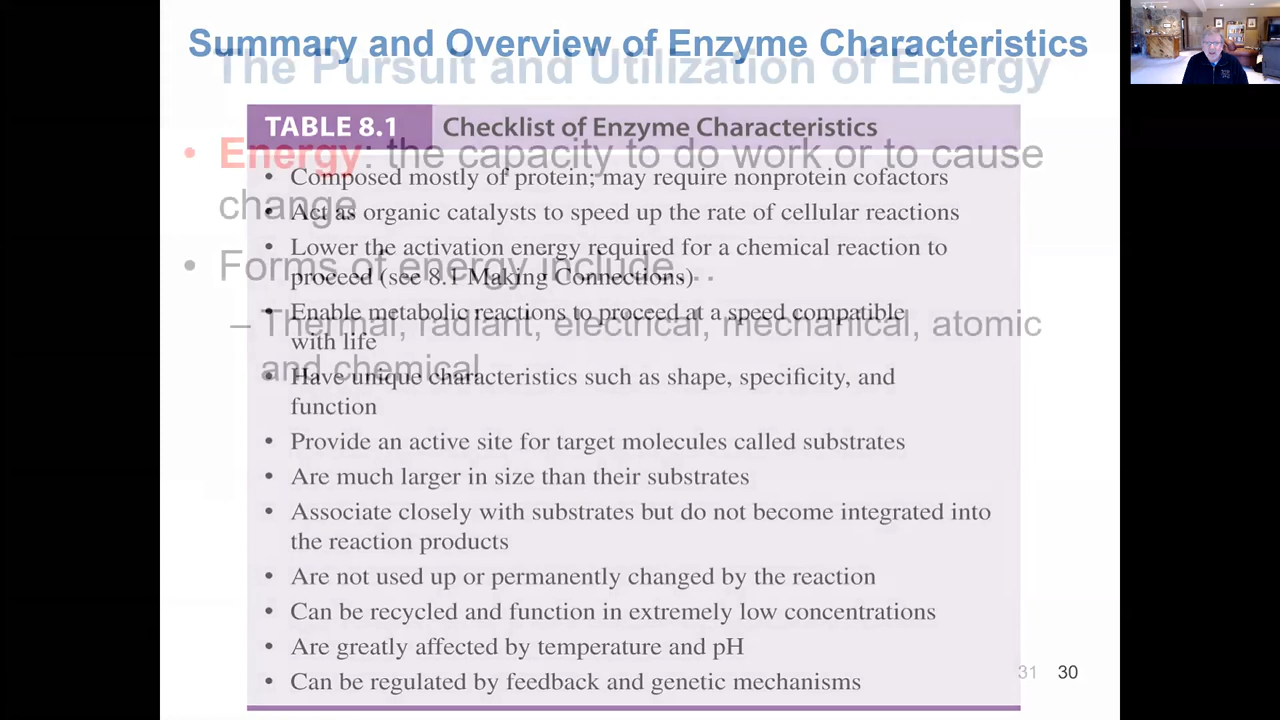 Summary and Overview of Enzyme Characteristics
The Pursuit and Utilization of Energy
TABLE 8.1 Checklist of Enzyme Characteristics
• Energy: the capacity to do work or to cause
change
• Forms of energy include…
– Thermal, radiant, electrical, mechanical, atomic
and chemical
• Composed mostly of protein; may require nonprotein cofactors
• Act as organic catalysts to speed up the rate of cellular reactions
• Lower the activation energy required for a chemical reaction to
proceed (see 8.1 Making Connections)
• Enable metabolic reactions to proceed at a speed compatible
with life
• Have unique characteristics such as shape, specificity, and
function
• Provide an active site for target molecules called substrates
• Are much larger in size than their substrates
• Associate closely with substrates but do not become integrated into
the reaction products
• Are not used up or permanently changed by the reaction
• Can be recycled and function in extremely low concentrations
• Are greatly affected by temperature and pH
• Can be regulated by feedback and genetic mechanisms
31 30